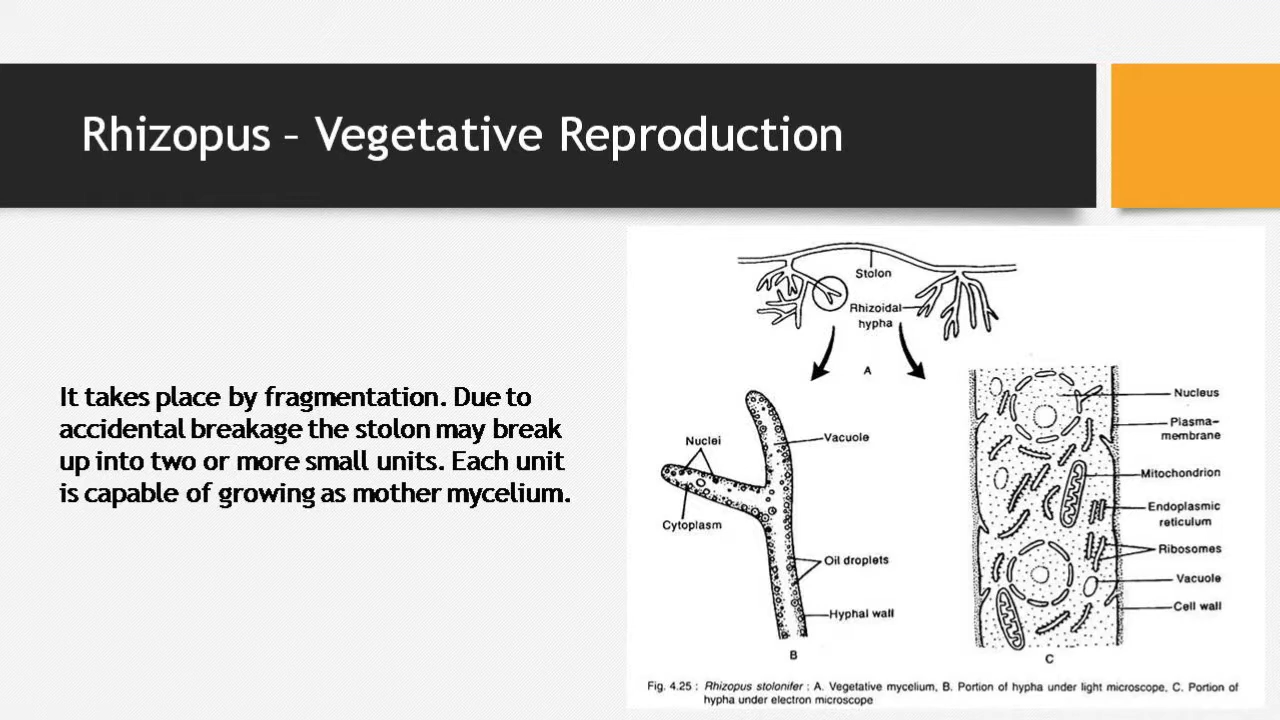 Rhizopus – Vegetative Reproduction
It takes place by fragmentation. Due to
accidental breakage the stolon may break
up into two or more small units. Each unit
is capable of growing as mother mycelium.
Stolon
Rhizoidal
hypha
A
Nuclei
Vacuole
Cytoplasm
Oil droplets
Hyphal wall
B
Nucleus
Plasma-
membrane
Mitochondrion
Endoplasmic
reticulum
Ribosomes
Vacuole
Cell wall
C
Fig. 4.25 : Rhizopus stolonifer : A. Vegetative mycelium, B. Portion of hypha under light microscope, C. Portion of
hypha under electron microscope